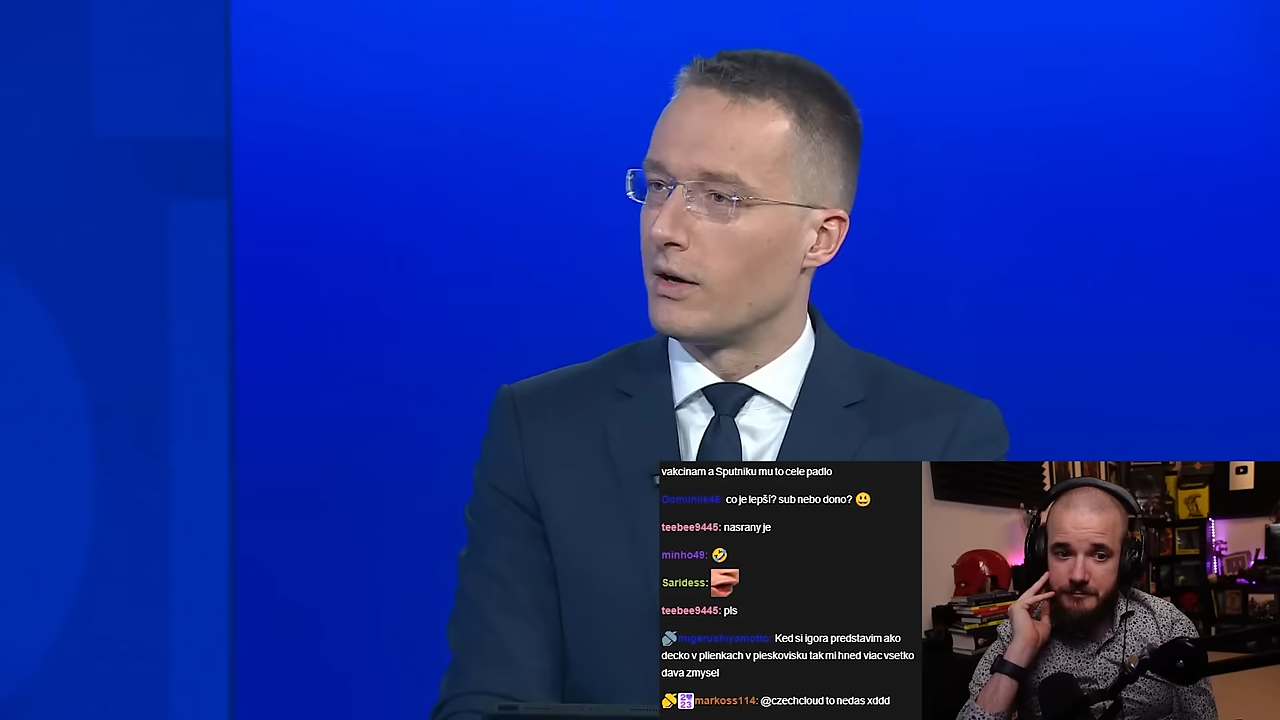 vakcinam a Sputniku mu to cele padlo
Dominiik46: co je lepší? sub nebo dono? 😃
teebee9445: nasrany je
minho49: 🤣
Saridess:
teebee9445: pls
migerushiyamotto: Ked si igora predstavim ako
decko v plienkach v pieskovisku tak mi hned viac vsetko
dava zmysel
markoss114: @czechcloud to nedas xddd